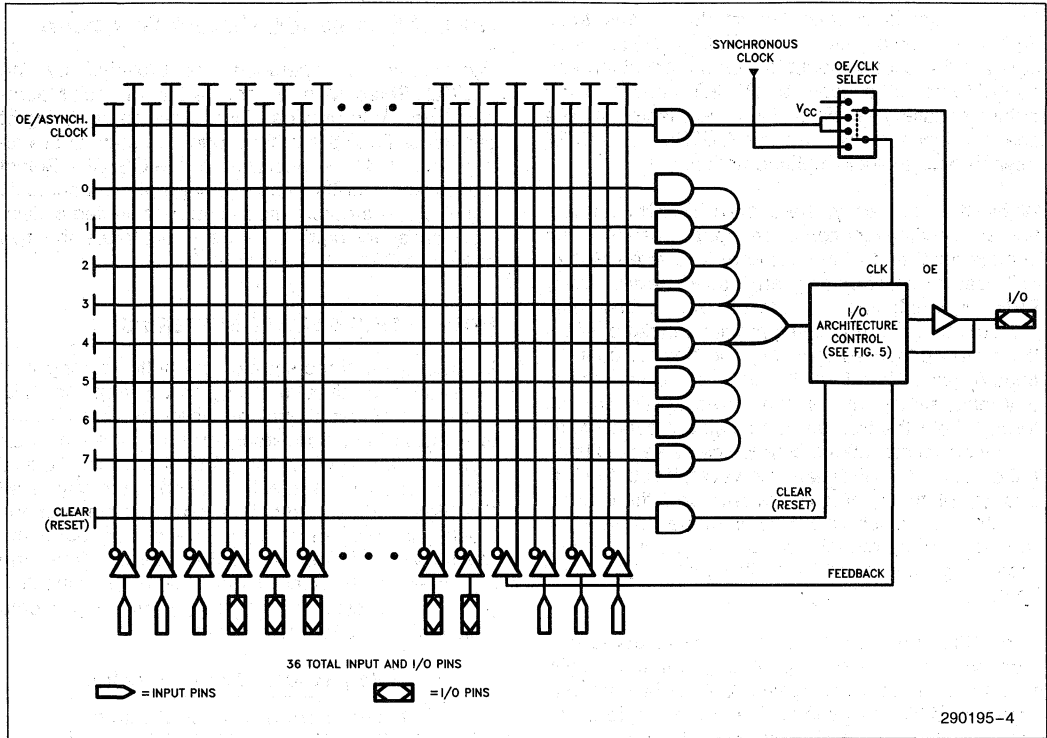 SYNCHRONOUS
CLOCK
OE/CLK
SELECT
VCC
OE/ASYNCH.
CLOCK
0
1
2
3
4
5
6
7
CLK
OE
I/O
I/O
ARCHITECTURE
CONTROL
(SEE FIG. 5)
CLEAR
(RESET)
CLEAR
(RESET)
FEEDBACK
36 TOTAL INPUT AND I/O PINS
= INPUT PINS
= I/O PINS
290195–4